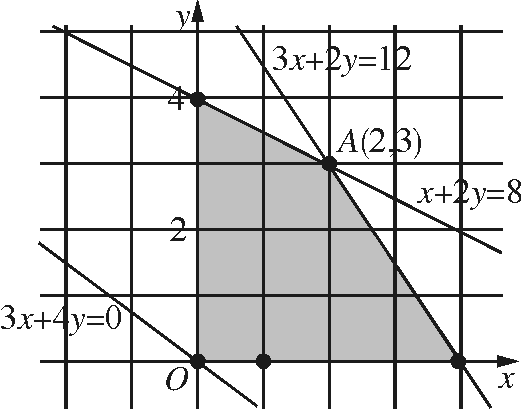 y
3x+2y=12
4
A(2,3)
x+2y=8
2
3x+4y=0
O
x